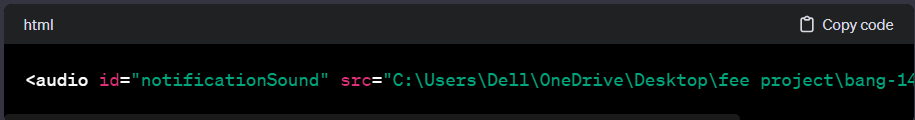 html
Copy code
<audio id="notificationSound" src="C:\Users\Dell\OneDrive\Desktop\fee project\bang-14